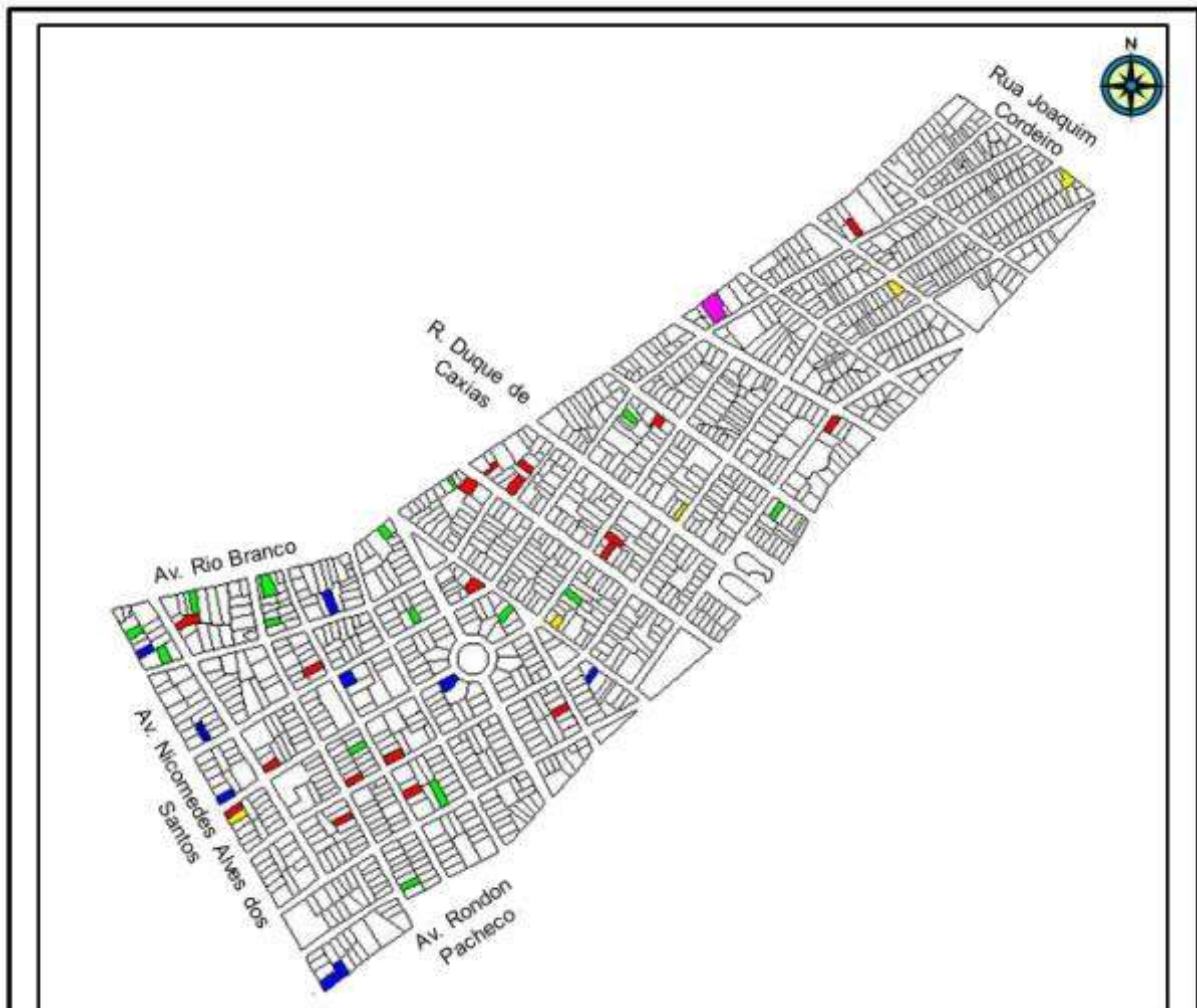 N
Rua Joaquim
Cordeiro
R. Duque de
Caxias
Av. Rio Branco
Av. Nicomedes Alves dos
Santos
Av. Rondon
Pacheco